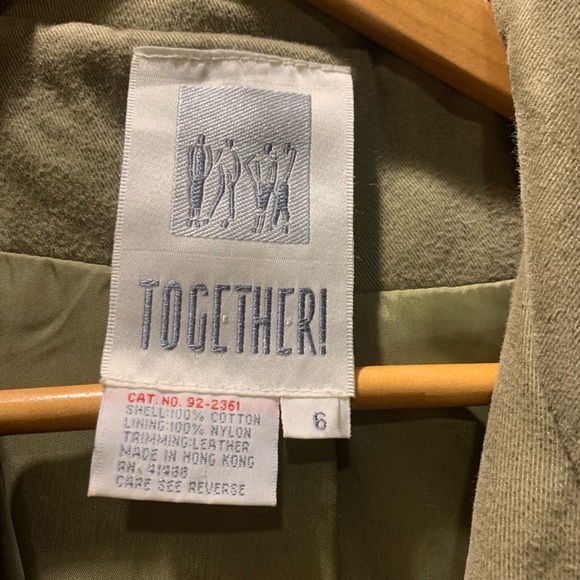 TOGETHER!
CAT. NO. 92-2361
SHELL:100% COTTON
LINING:100% NYLON
TRIMMING:LEATHER
MADE IN HONG KONG
RN. 41488
CARE SEE REVERSE
6